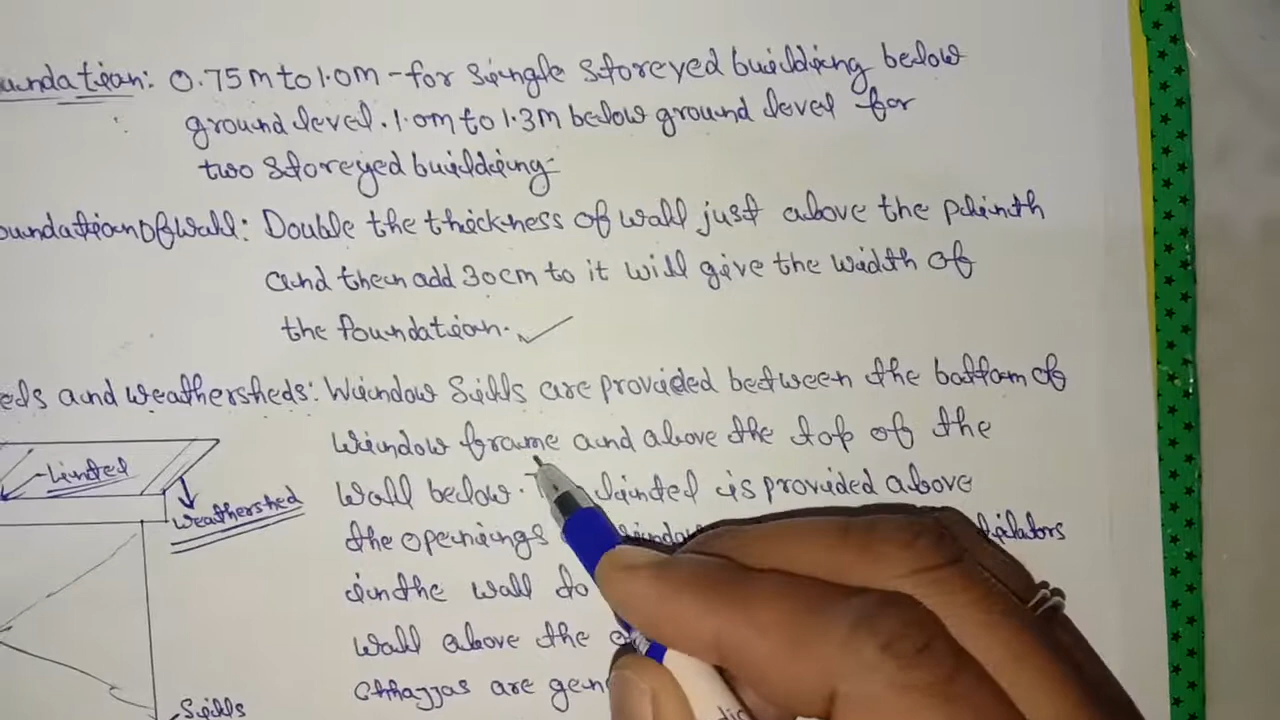 undation: 0.75m to 1.0m - for single storeyed building below
ground level. 1.0m to 1.3m below ground level for
two storeyed building
oundation of wall: Double the thickness of wall just above the plinth
and then add 30cm to it will give the width of
the foundation.
eds and weathersheds: Window Sills are provided between the bottom of
window frame and above the top of the
-Lintel
wall below. lintel is provided above
weathershed
the openings window tilators
in the wall to
wall above the
Chhajjas are gen
Sills